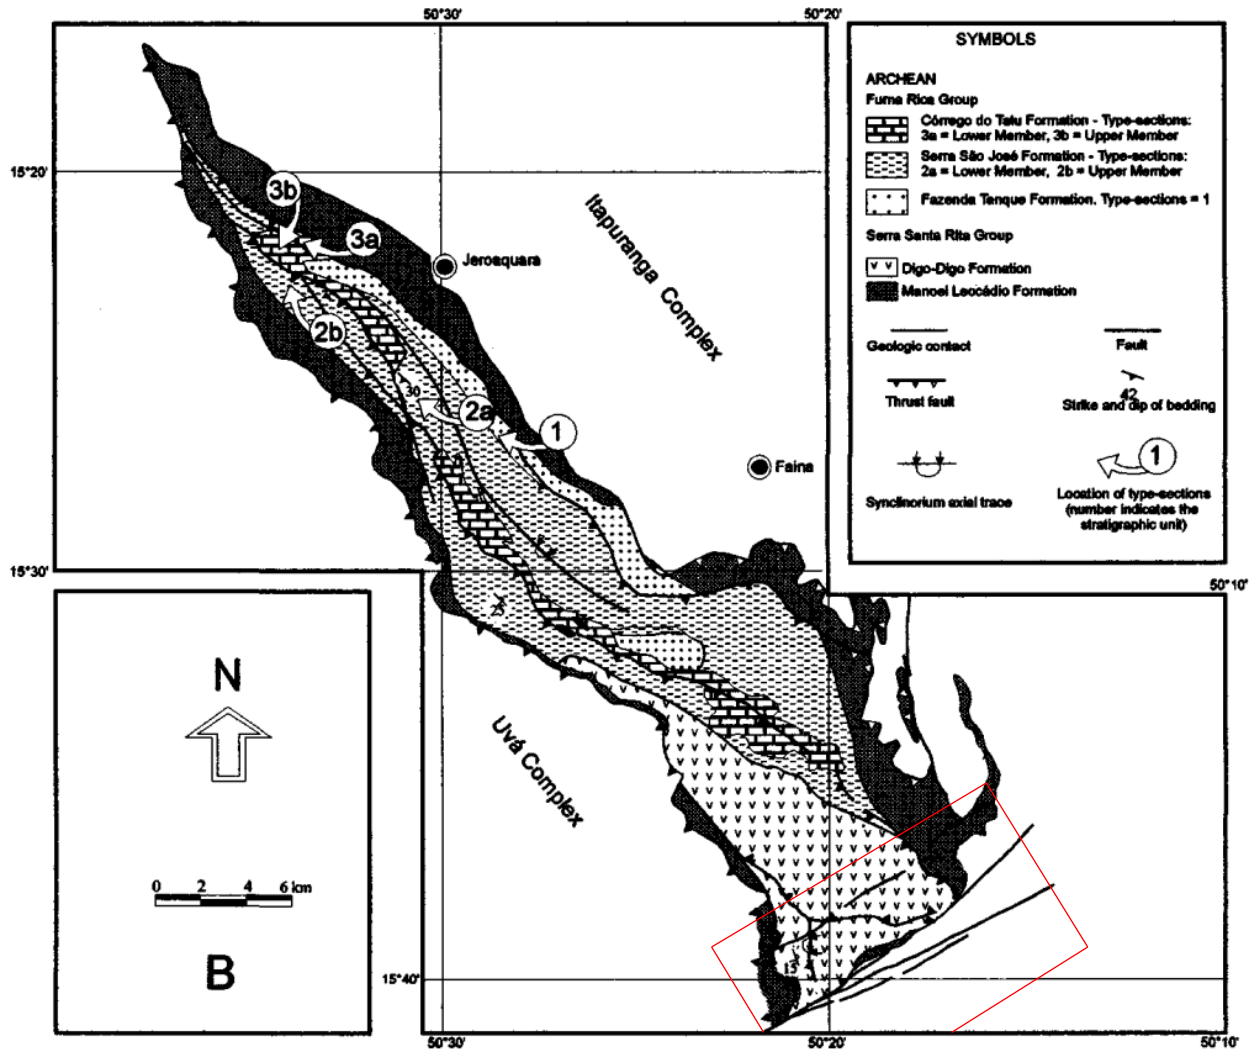 50°30'
50°20'
SYMBOLS
ARCHEAN
Fuma Rica Group
Córrego do Tatu Formation - Type-sections:
3a = Lower Member, 3b = Upper Member
Serra São José Formation - Type-sections:
2a = Lower Member, 2b = Upper Member
Fazenda Tanque Formation. Type-sections = 1
Serra Santa Rita Group
Digo-Digo Formation
Manoel Leocádio Formation
Geologic contact
Fault
Thrust fault
42
Strike and dip of bedding
1
Synclinorium axial trace
Location of type-sections
(number indicates the
stratigraphic unit)
15°20'
3b
3a
Jeroaquara
Itapuranga Complex
2b
30
2a
1
Faina
15°30'
50°10'
25
N
Uvá Complex
0 2 4 6 km
B
15
15°40'
50°30'
50°20'
50°10'